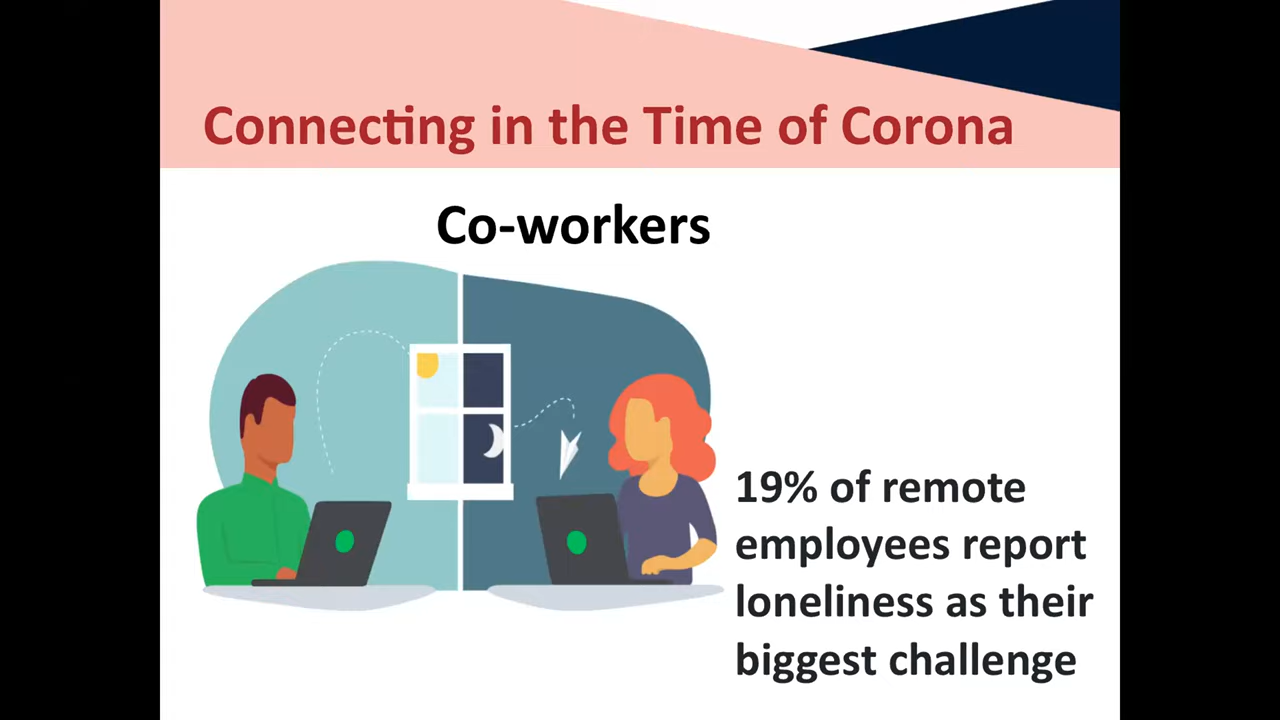 Connecting in the Time of Corona
Co-workers
19% of remote
employees report
loneliness as their
biggest challenge